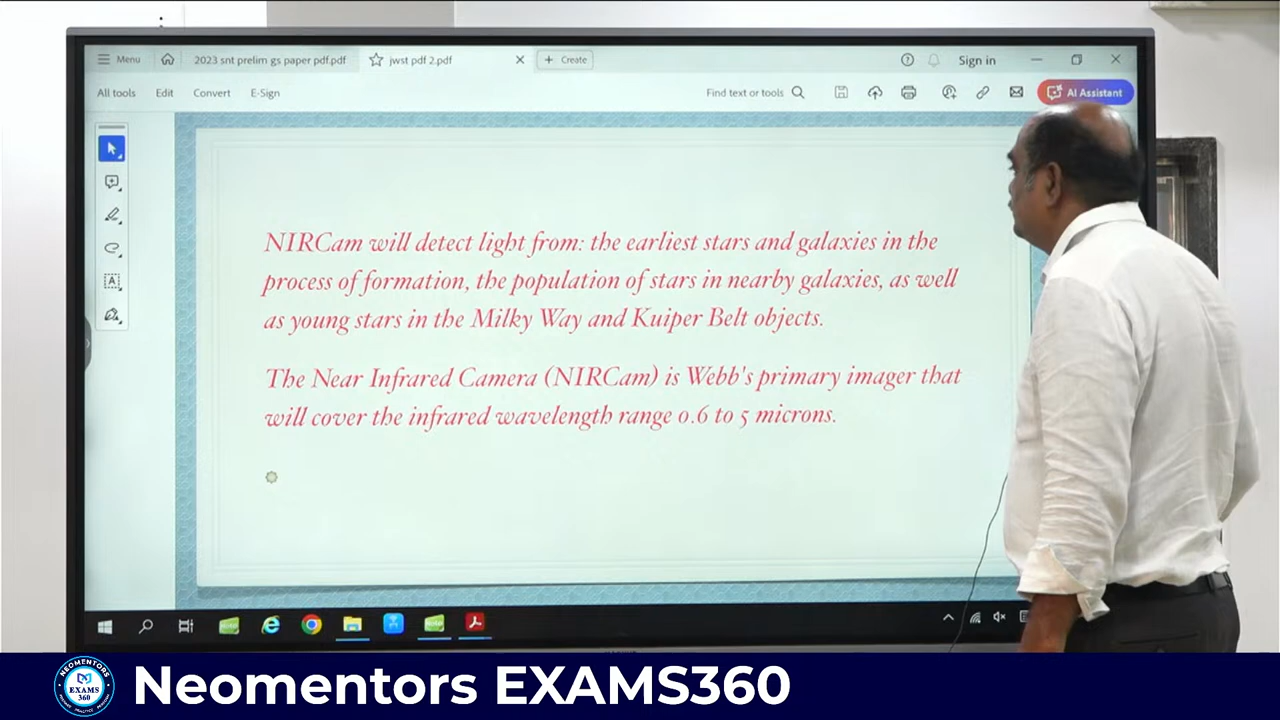 Menu
2023 snt prelim gs paper pdf.pdf
jwst pdf 2.pdf
Create
Sign in
All tools
Edit
Convert
E-Sign
Find text or tools
AI Assistant
NIRCam will detect light from: the earliest stars and galaxies in the
process of formation, the population of stars in nearby galaxies, as well
as young stars in the Milky Way and Kuiper Belt objects.
The Near Infrared Camera (NIRCam) is Webb's primary imager that
will cover the infrared wavelength range 0.6 to 5 microns.
NEOMENTORS
EXAMS
360
Neomentors EXAMS360